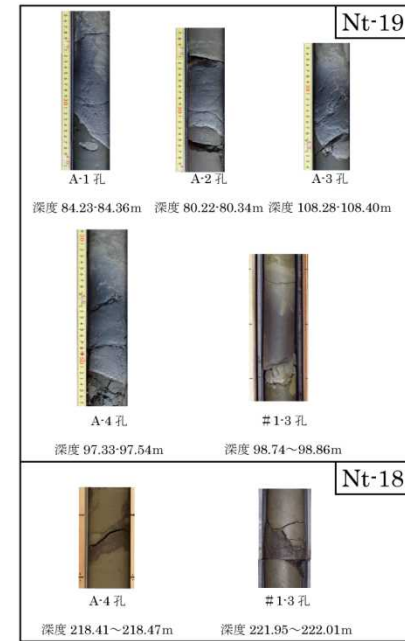 Nt-19
A-1 孔 A-2 孔 A-3 孔
深度 84.23-84.36m 深度 80.22-80.34m 深度 108.28-108.40m
A-4 孔 #1-3 孔
深度 97.33-97.54m 深度 98.74～98.86m
Nt-18
A-4 孔 #1-3 孔
深度 218.41～218.47m 深度 221.95～222.01m